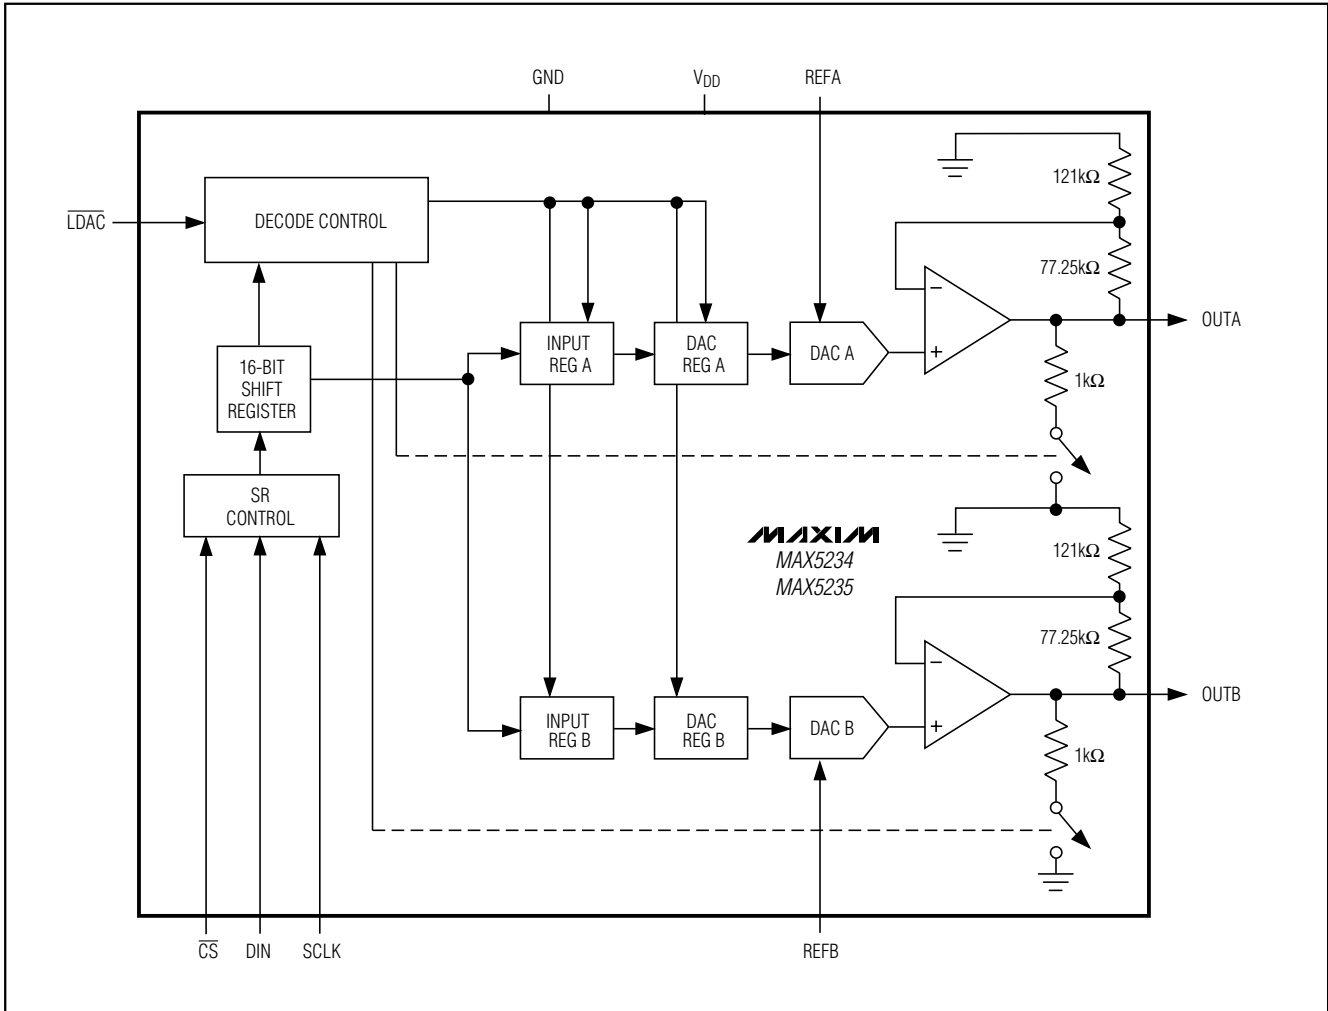 GND
VDD
REFA
LDAC
DECODE CONTROL
121kΩ
77.25kΩ
OUTA
INPUT
REG A
DAC
REG A
DAC A
−
+
1kΩ
16-BIT
SHIFT
REGISTER
SR
CONTROL
MAXIM
MAX5234
MAX5235
121kΩ
77.25kΩ
OUTB
INPUT
REG B
DAC
REG B
DAC B
−
+
1kΩ
CS
DIN
SCLK
REFB